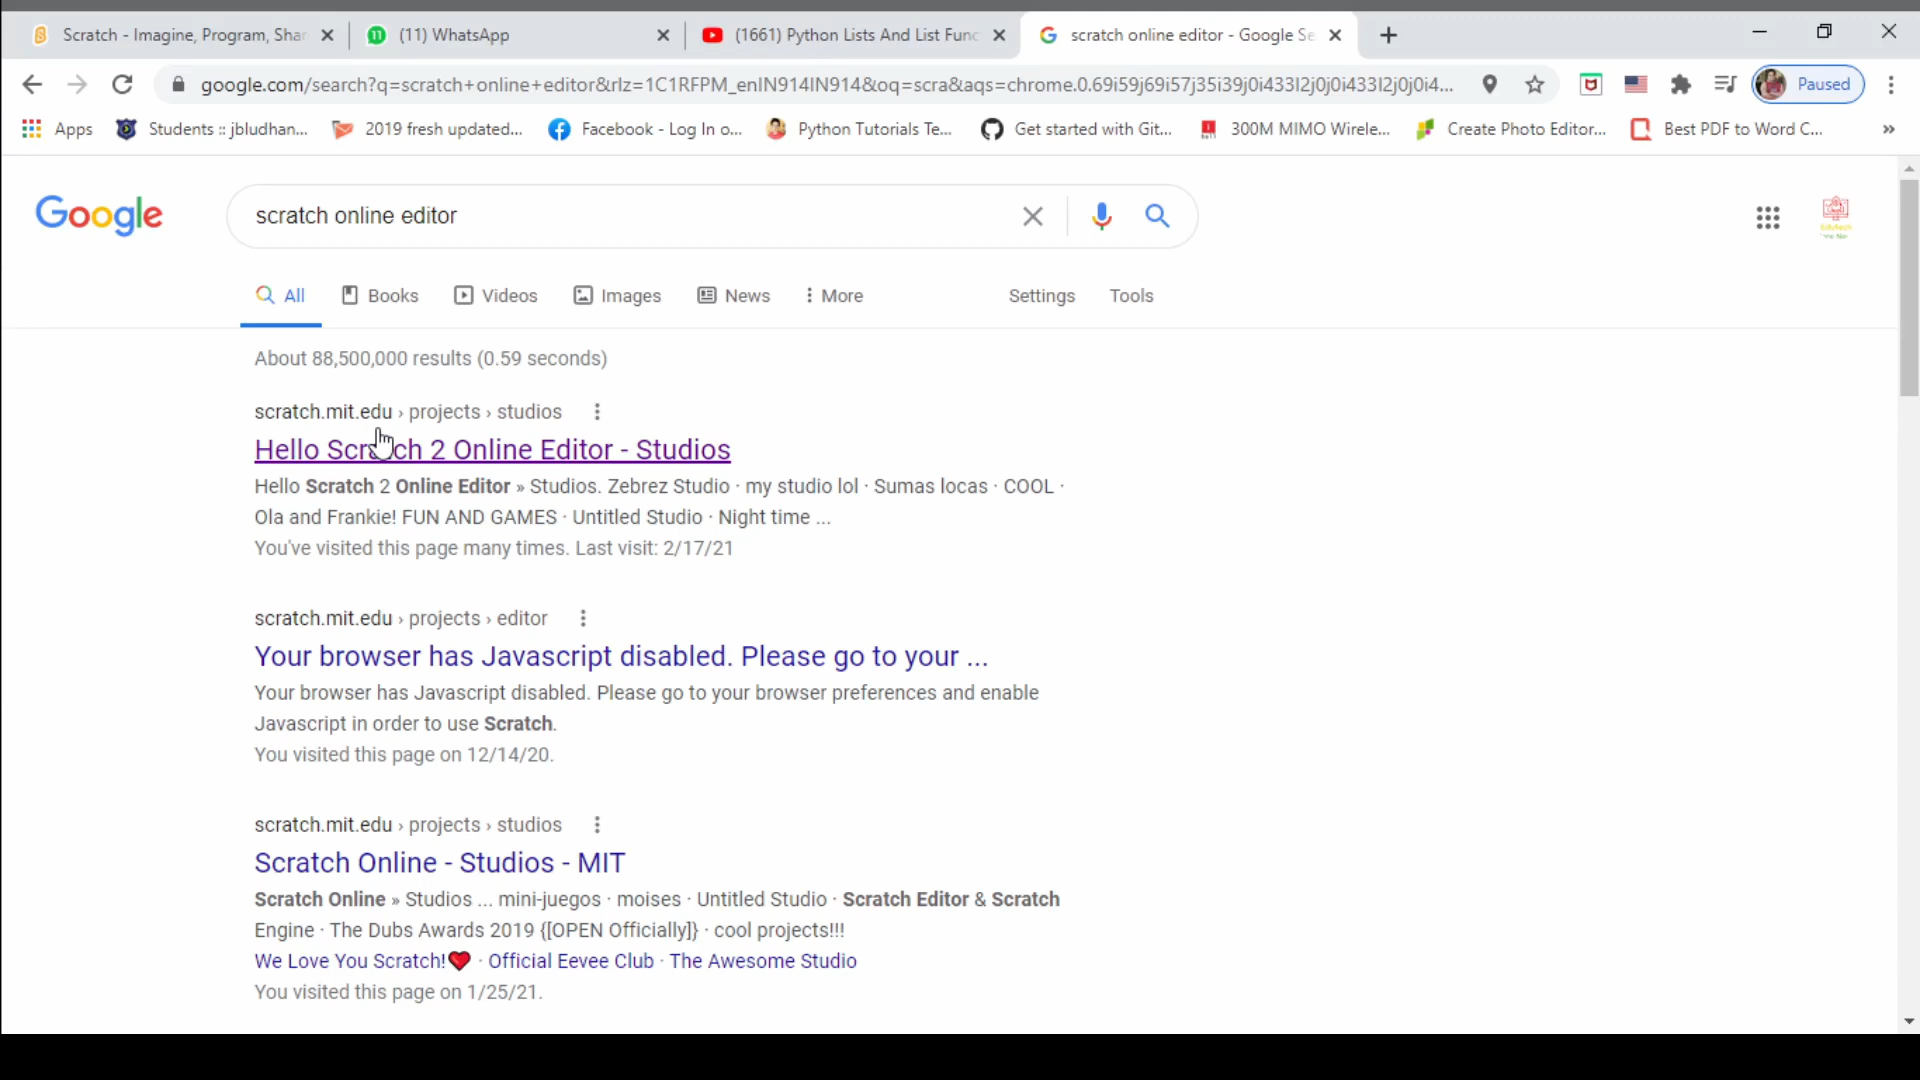 Scratch - Imagine, Program, Shar
(11) WhatsApp
(1661) Python Lists And List Func
scratch online editor - Google Se
google.com/search?q=scratch+online+editor&rlz=1C1RFPM_enIN914IN914&oq=scra&aqs=chrome.0.69i59j69i57j35i39j0i433l2j0j0i433l2j0j0i4...
Paused
Apps
Students :: jbludhan...
2019 fresh updated...
Facebook - Log In o...
Python Tutorials Te...
Get started with Git...
300M MIMO Wirele...
Create Photo Editor...
Best PDF to Word C...
»
Google
scratch online editor
All
Books
Videos
Images
News
More
Settings
Tools
About 88,500,000 results (0.59 seconds)
scratch.mit.edu › projects › studios
Hello Scratch 2 Online Editor - Studios
Hello Scratch 2 Online Editor » Studios. Zebrez Studio · my studio lol · Sumas locas · COOL ·
Ola and Frankie! FUN AND GAMES · Untitled Studio · Night time ...
You've visited this page many times. Last visit: 2/17/21
scratch.mit.edu › projects › editor
Your browser has Javascript disabled. Please go to your ...
Your browser has Javascript disabled. Please go to your browser preferences and enable
Javascript in order to use Scratch.
You visited this page on 12/14/20.
scratch.mit.edu › projects › studios
Scratch Online - Studios - MIT
Scratch Online » Studios ... mini-juegos · moises · Untitled Studio · Scratch Editor & Scratch
Engine · The Dubs Awards 2019 {[OPEN Officially]} · cool projects!!!
We Love You Scratch!❤ · Official Eevee Club · The Awesome Studio
You visited this page on 1/25/21.